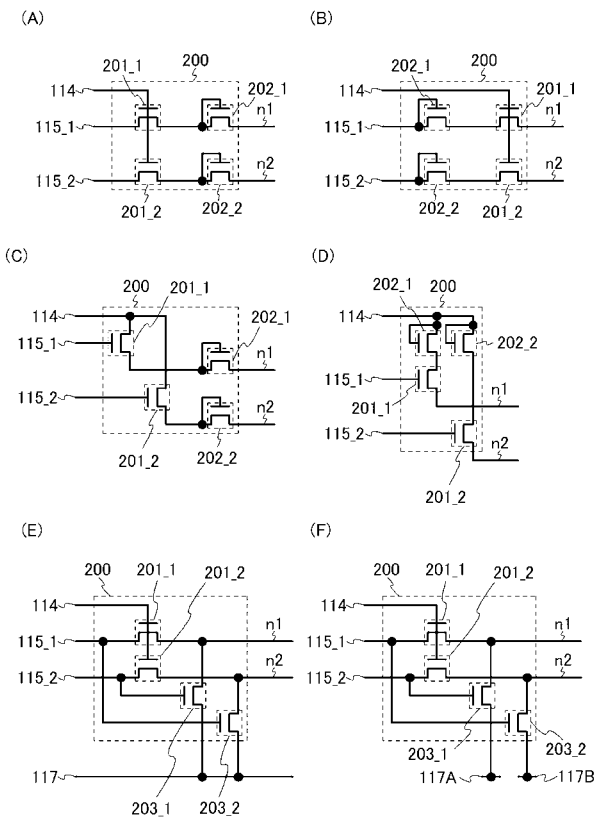 (A)
(B)
201_1 200
202_1
114
n1
115_1
n2
115_2
201_2 202_2
202_1 200
201_1
114
n1
115_1
n2
115_2
202_2 201_2
(C)
(D)
200 201_1
202_1
114
115_1
n1
115_2
n2
201_2 202_2
202_1 200
114
202_2
115_1
n1
201_1
115_2
n2
201_2
(E)
(F)
200 201_1 201_2
114
n1
115_1
n2
115_2
117
203_1 203_2
200 201_1 201_2
114
n1
115_1
n2
115_2
203_1 203_2
117A 117B